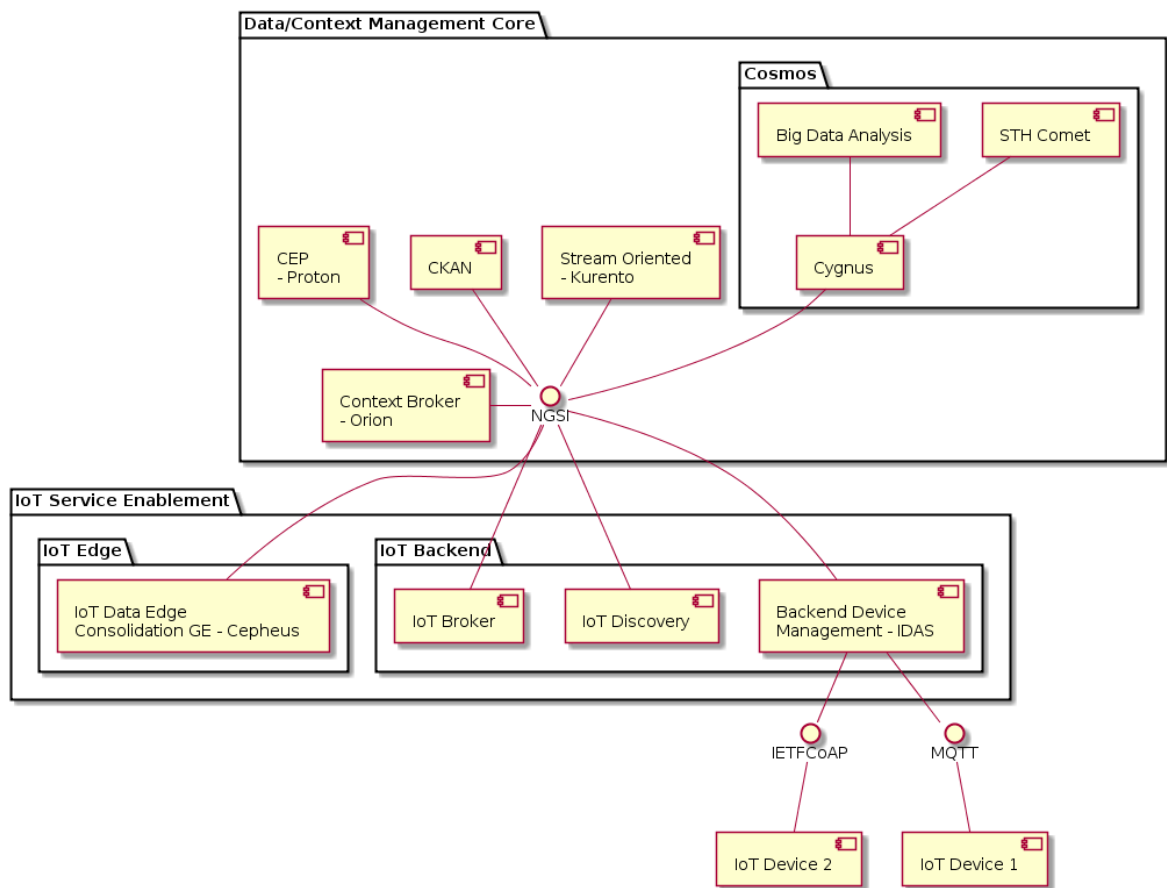 Data/Context Management Core
Cosmos
Big Data Analysis
STH Comet
CEP
- Proton
CKAN
Stream Oriented
- Kurento
Cygnus
Context Broker
- Orion
NGSI
IoT Service Enablement
IoT Edge
IoT Backend
IoT Data Edge
Consolidation GE - Cepheus
IoT Broker
IoT Discovery
Backend Device
Management - IDAS
IETFCoAP
MQTT
IoT Device 2
IoT Device 1